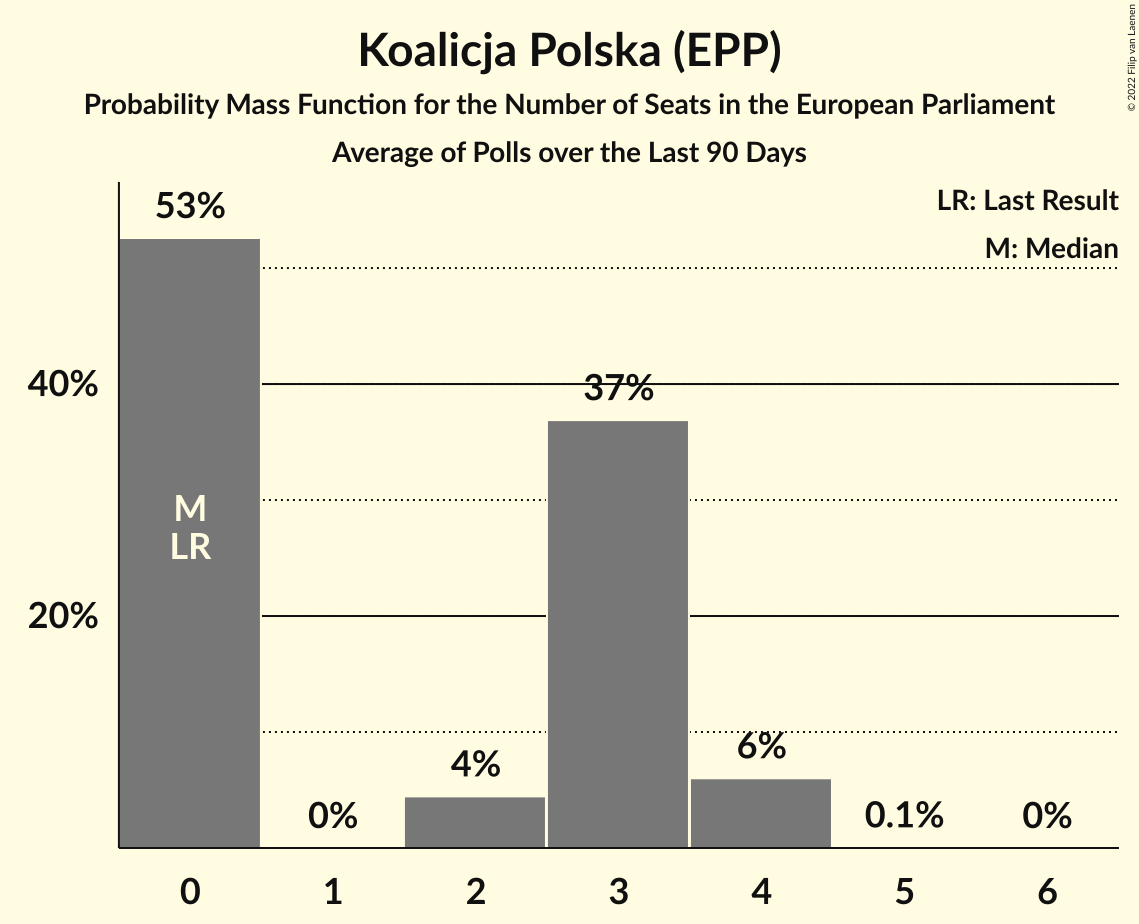 Koalicja Polska (EPP)
Probability Mass Function for the Number of Seats in the European Parliament
Average of Polls over the Last 90 Days
© 2022 Filip van Laenen
LR: Last Result
M: Median
53%
40%
37%
M
LR
20%
4%
6%
0%
0.1%
0%
0 1 2 3 4 5 6